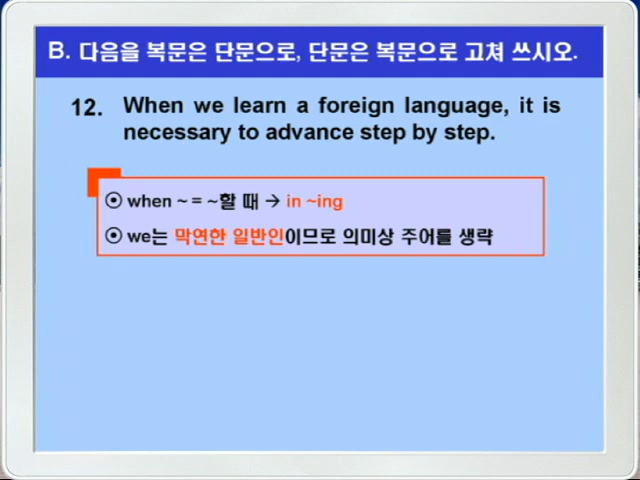 B. 다음을 복문은 단문으로, 단문은 복문으로 고쳐 쓰시오.
12. When we learn a foreign language, it is
necessary to advance step by step.
⊙ when ~ = ~할 때 → in ~ing
⊙ we는 막연한 일반인이므로 의미상 주어를 생략